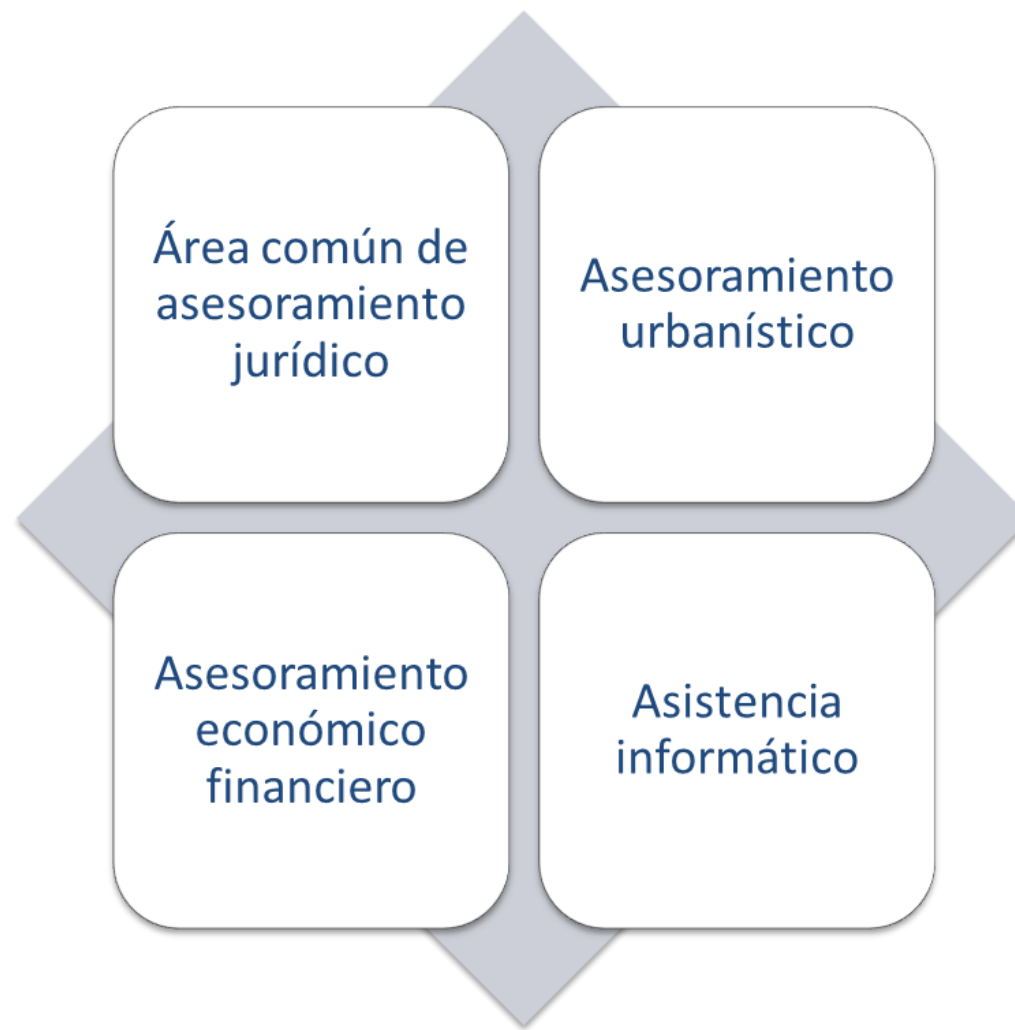 Área común de
asesoramiento
jurídico
Asesoramiento
urbanístico
Asesoramiento
económico
financiero
Asistencia
informático